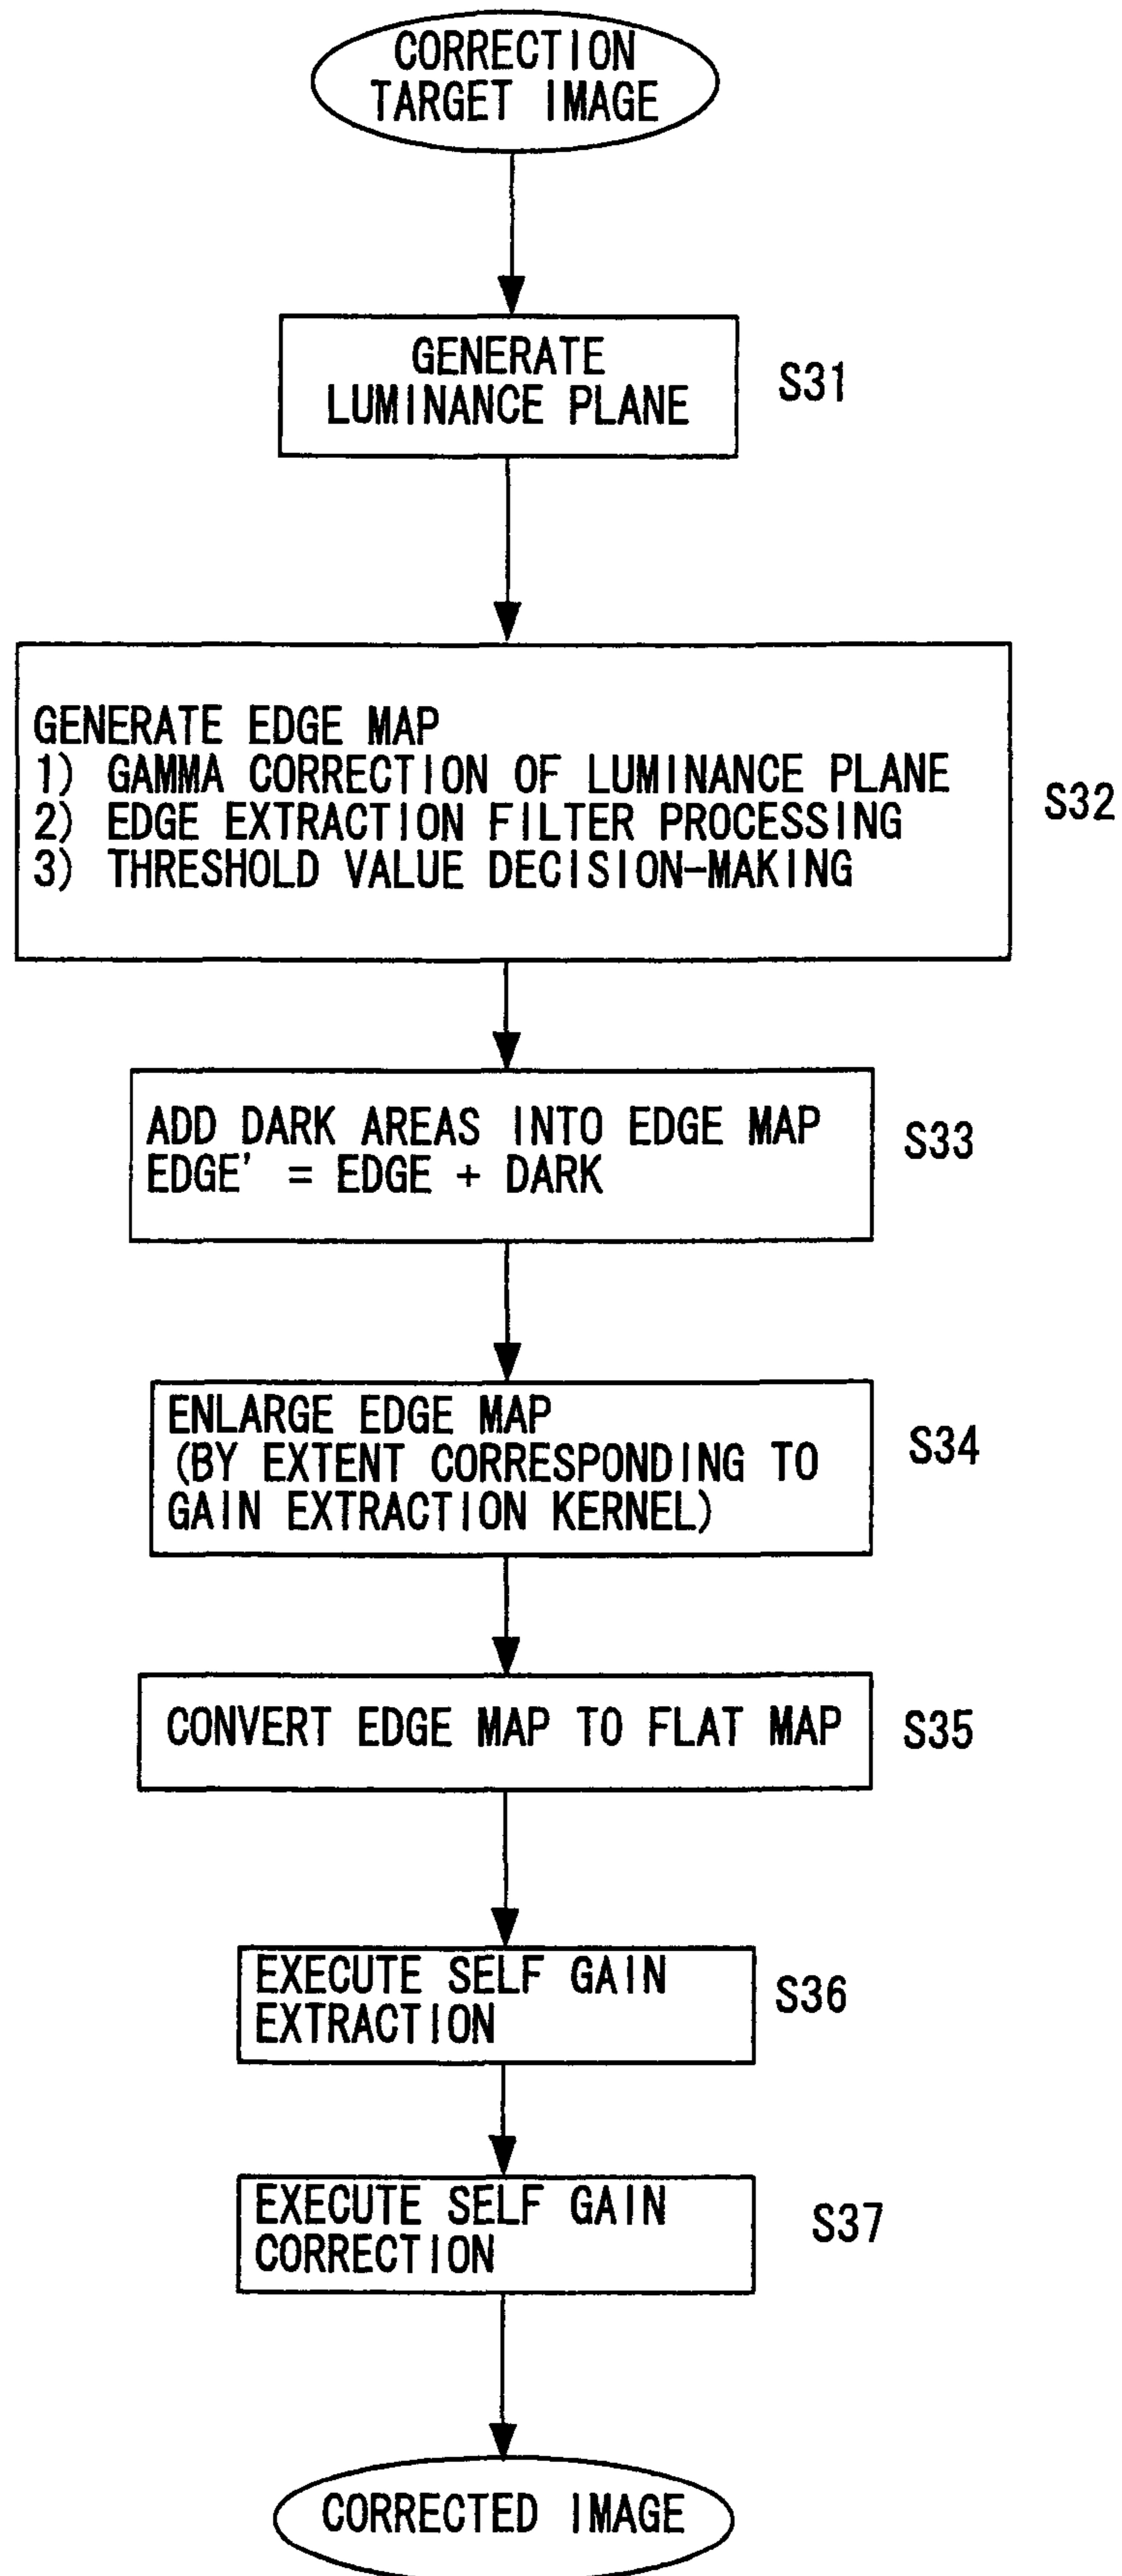 CORRECTION
TARGET IMAGE
GENERATE
LUMINANCE PLANE
S31
GENERATE EDGE MAP
1) GAMMA CORRECTION OF LUMINANCE PLANE
2) EDGE EXTRACTION FILTER PROCESSING
3) THRESHOLD VALUE DECISION-MAKING
S32
ADD DARK AREAS INTO EDGE MAP
EDGE' = EDGE + DARK
S33
ENLARGE EDGE MAP
(BY EXTENT CORRESPONDING TO
GAIN EXTRACTION KERNEL)
S34
CONVERT EDGE MAP TO FLAT MAP
S35
EXECUTE SELF GAIN
EXTRACTION
S36
EXECUTE SELF GAIN
CORRECTION
S37
CORRECTED IMAGE